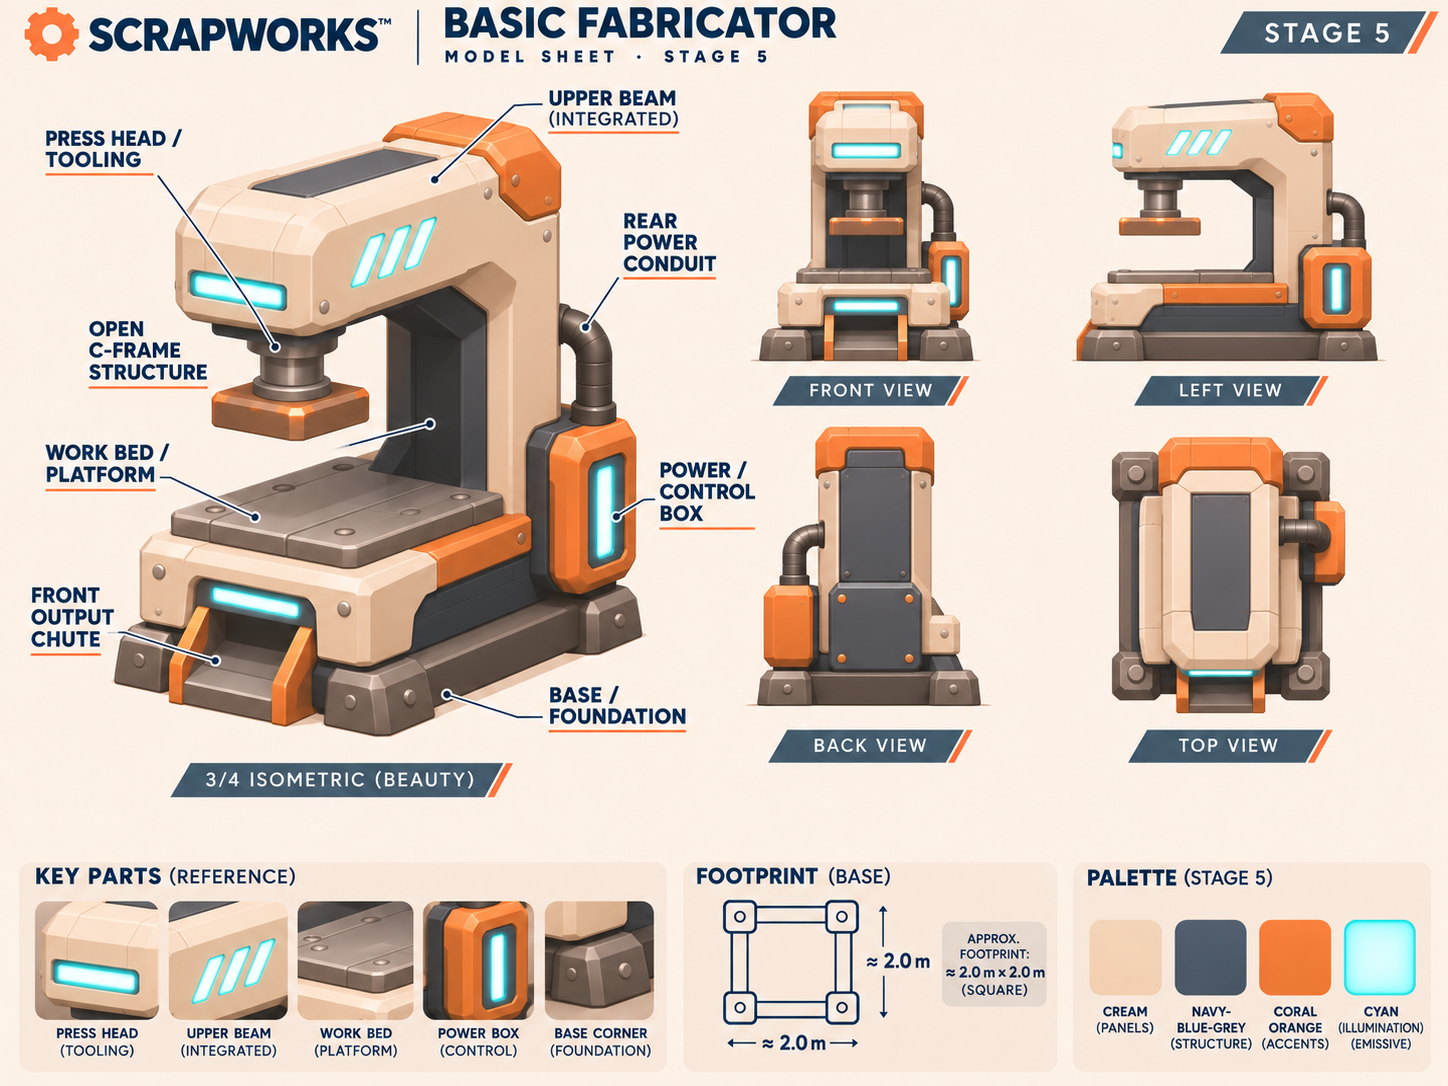 SCRAPWORKS™
BASIC FABRICATOR
MODEL SHEET · STAGE 5
STAGE 5
PRESS HEAD /
TOOLING
UPPER BEAM
(INTEGRATED)
REAR
POWER
CONDUIT
OPEN
C-FRAME
STRUCTURE
WORK BED /
PLATFORM
POWER /
CONTROL
BOX
FRONT
OUTPUT
CHUTE
BASE /
FOUNDATION
3/4 ISOMETRIC (BEAUTY)
FRONT VIEW
LEFT VIEW
BACK VIEW
TOP VIEW
KEY PARTS (REFERENCE)
PRESS HEAD
(TOOLING)
UPPER BEAM
(INTEGRATED)
WORK BED
(PLATFORM)
POWER BOX
(CONTROL)
BASE CORNER
(FOUNDATION)
FOOTPRINT (BASE)
≈ 2.0 m
≈ 2.0 m
APPROX.
FOOTPRINT:
≈ 2.0 m x 2.0 m
(SQUARE)
PALETTE (STAGE 5)
CREAM
(PANELS)
NAVY-
BLUE-GREY
(STRUCTURE)
CORAL
ORANGE
(ACCENTS)
CYAN
(ILLUMINATION)
(EMISSIVE)